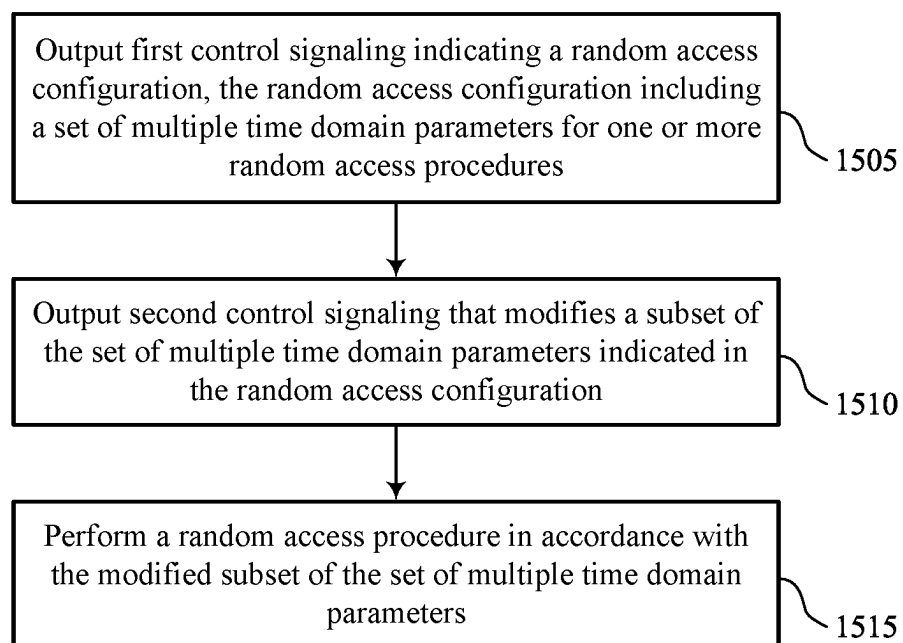 Output first control signaling indicating a random access
configuration, the random access configuration including
a set of multiple time domain parameters for one or more
random access procedures
1505
Output second control signaling that modifies a subset of
the set of multiple time domain parameters indicated in
the random access configuration
1510
Perform a random access procedure in accordance with
the modified subset of the set of multiple time domain
parameters
1515